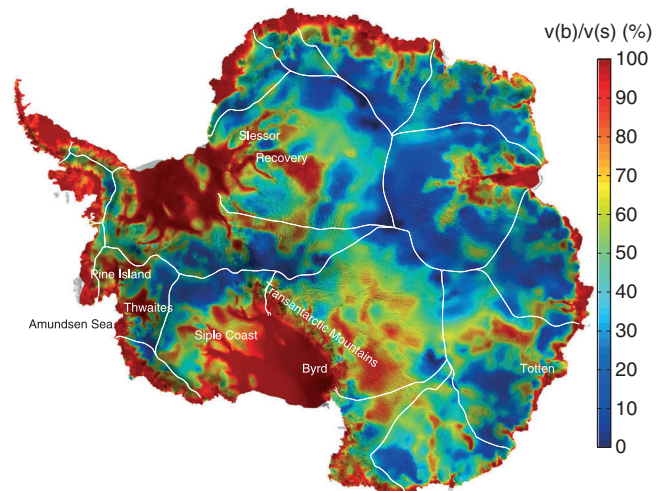 v(b)/v(s) (%)
100
90
80
70
60
50
40
30
20
10
0
Slessor
Recovery
Pine Island
Thwaites
Amundsen Sea
Siple Coast
Transantarctic Mountains
Byrd
Totten